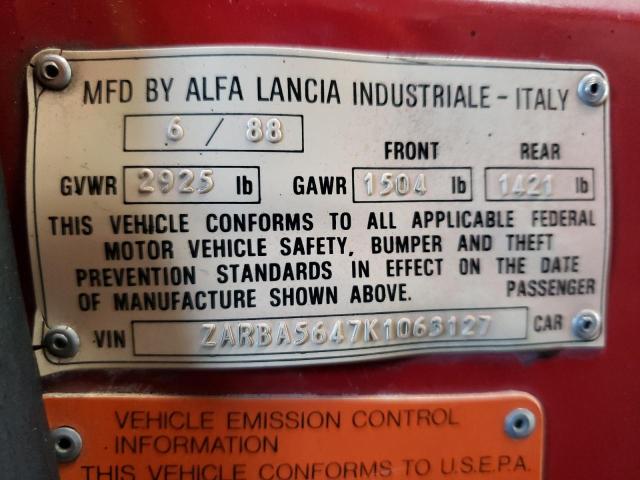 MFD BY ALFA LANCIA INDUSTRIALE - ITALY
6 / 88
FRONT REAR
GVWR 2925 lb GAWR 1504 lb 1421 lb
THIS VEHICLE CONFORMS TO ALL APPLICABLE FEDERAL
MOTOR VEHICLE SAFETY, BUMPER AND THEFT
PREVENTION STANDARDS IN EFFECT ON THE DATE
OF MANUFACTURE SHOWN ABOVE. PASSENGER
VIN ZARBA5647K1063127 CAR
VEHICLE EMISSION CONTROL
INFORMATION
THIS VEHICLE CONFORMS TO U.S.E.P.A.